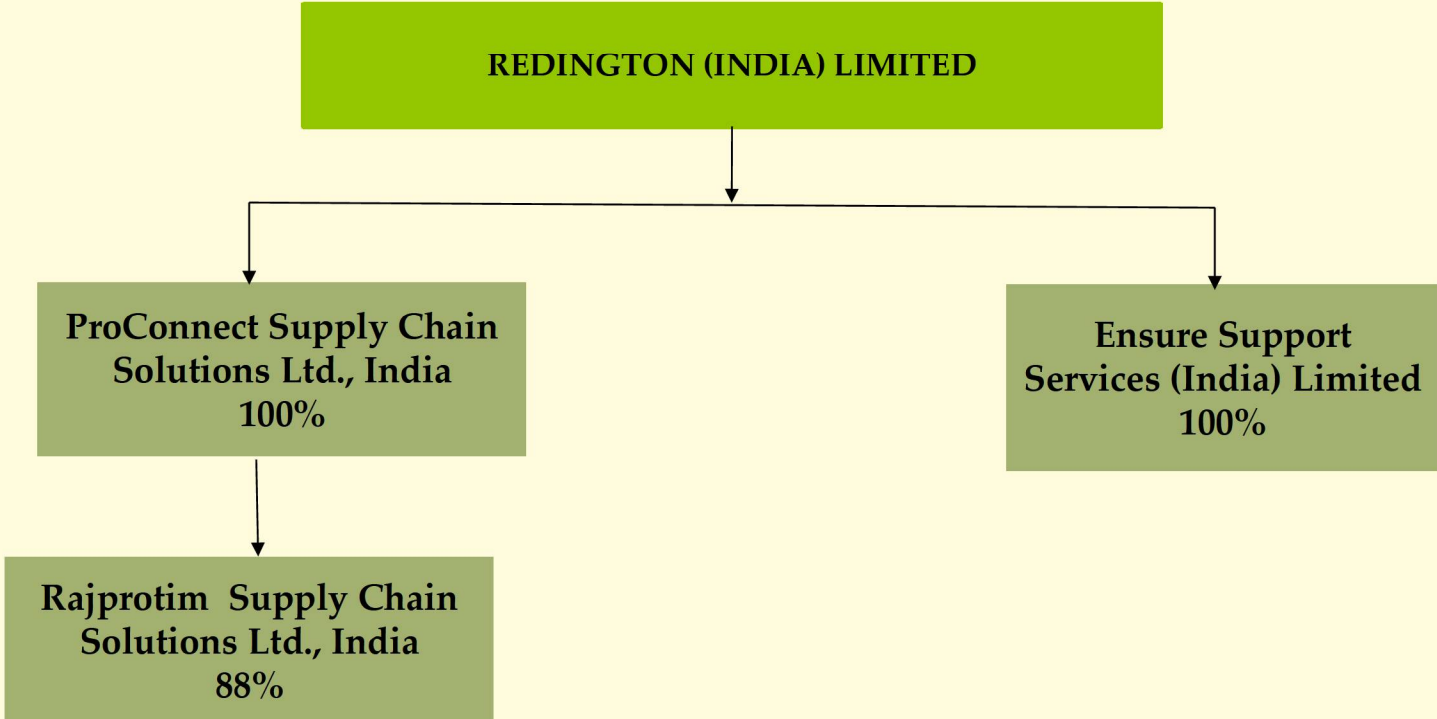 REDINGTON (INDIA) LIMITED
ProConnect Supply Chain
Solutions Ltd., India
100%
Ensure Support
Services (India) Limited
100%
Rajprotim Supply Chain
Solutions Ltd., India
88%